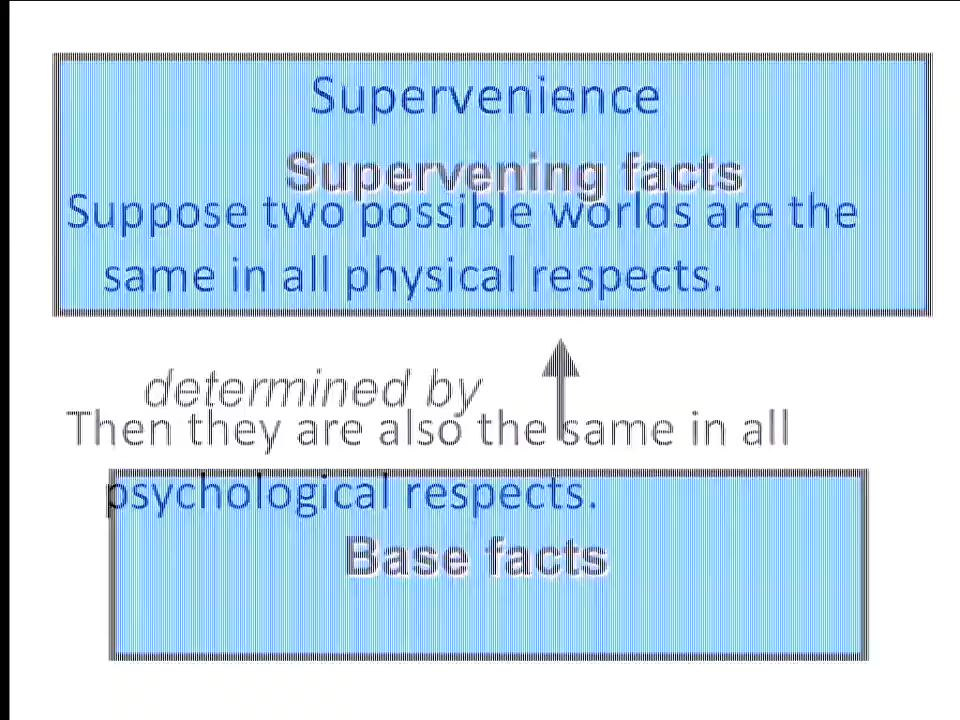 Supervenience
Supervening facts
Suppose two possible worlds are the
same in all physical respects.
determined by
Then they are also the same in all
psychological respects.
Base facts